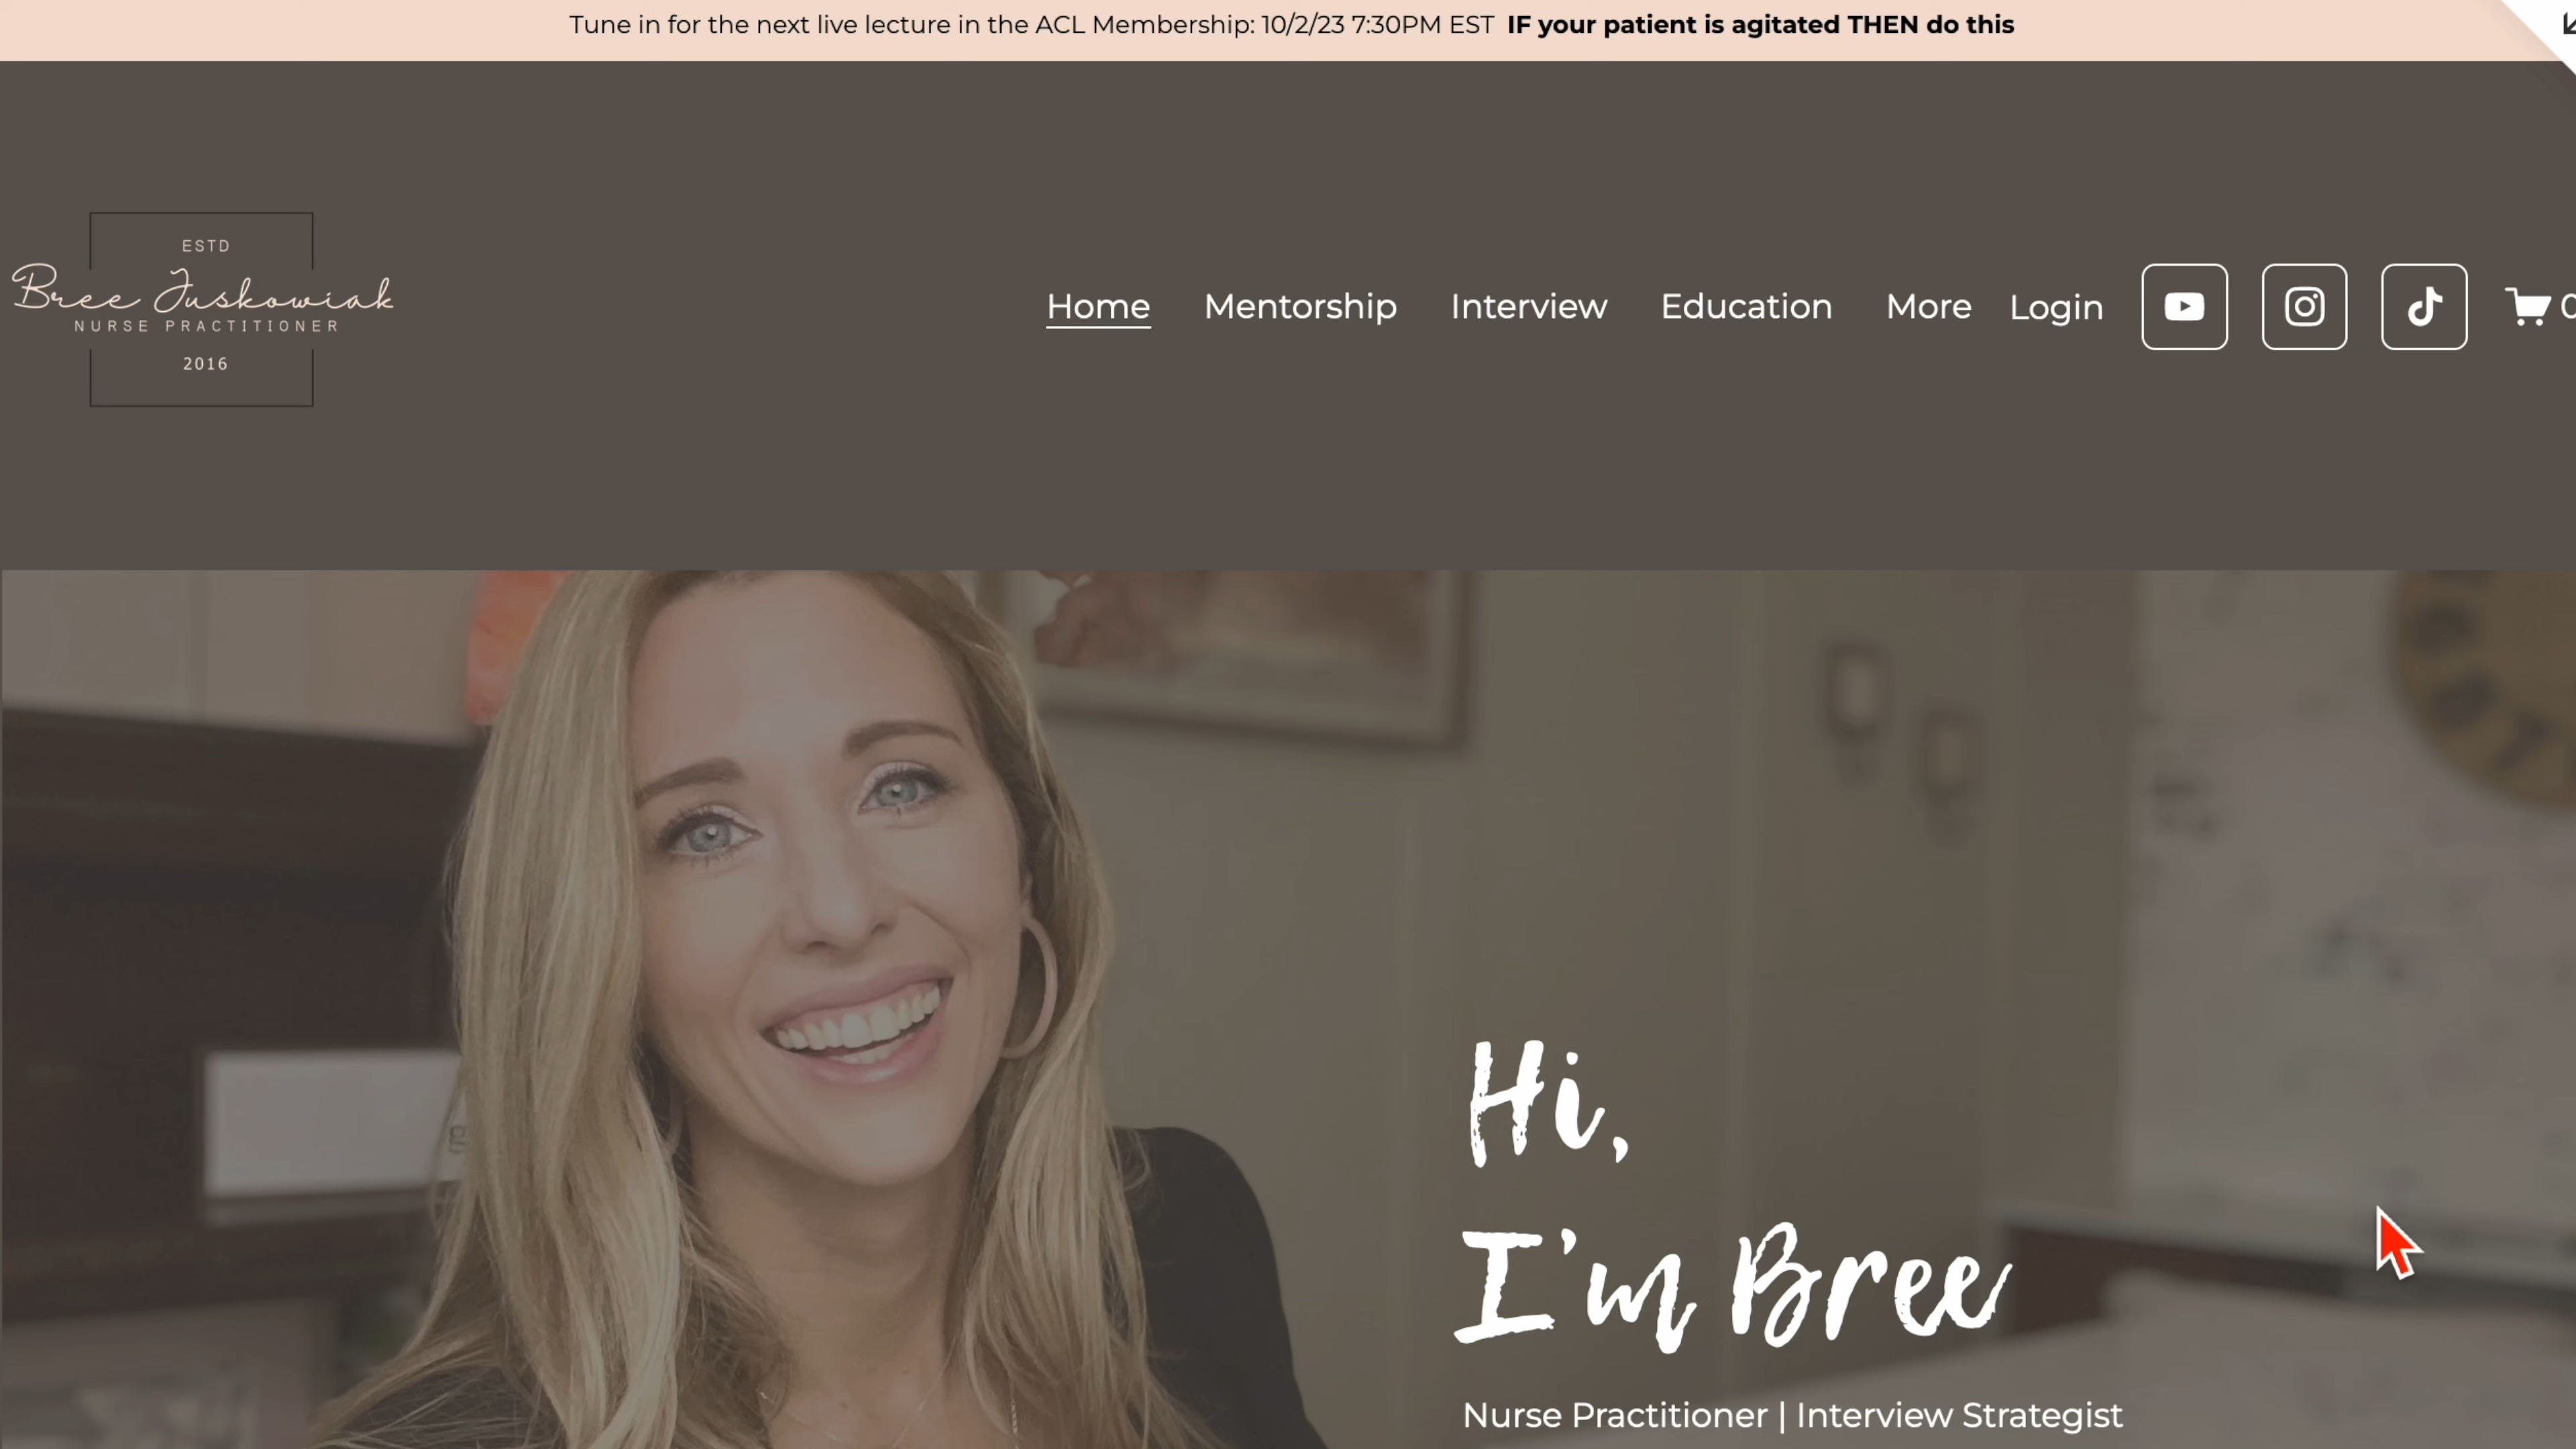 Tune in for the next live lecture in the ACL Membership: 10/2/23 7:30PM EST IF your patient is agitated THEN do this
ESTD
Bree Juskowiak
NURSE PRACTITIONER
2016
Home Mentorship Interview Education More Login 0
Hi,
I'm Bree
Nurse Practitioner | Interview Strategist